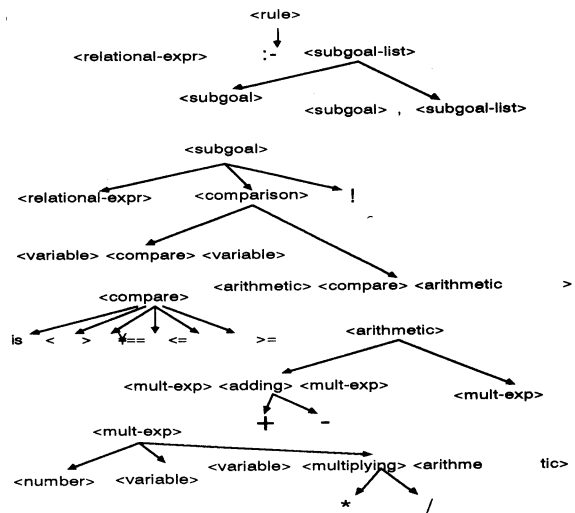 <rule>
<relational-expr> :- <subgoal-list>
<subgoal> <subgoal> , <subgoal-list>
<subgoal>
<relational-expr> <comparison> !
<variable> <compare> <variable>
<arithmetic> <compare> <arithmetic >
<compare>
is < > ¥== <= >=
<arithmetic>
<mult-exp> <adding> <mult-exp> <mult-exp>
+ -
<mult-exp>
<number> <variable> <variable> <multiplying> <arithme tic>
* /